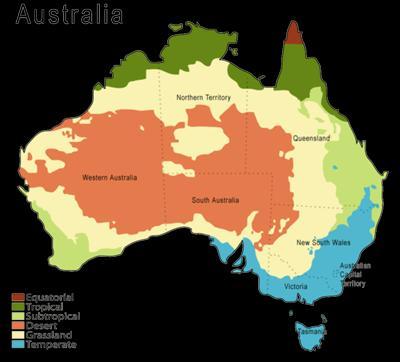 Australia
Northern Territory
Queensland
Western Australia
South Australia
New South Wales
Australian
Capital
Territory
Victoria
Tasmania
Equatorial
Tropical
Subtropical
Desert
Grassland
Temperate